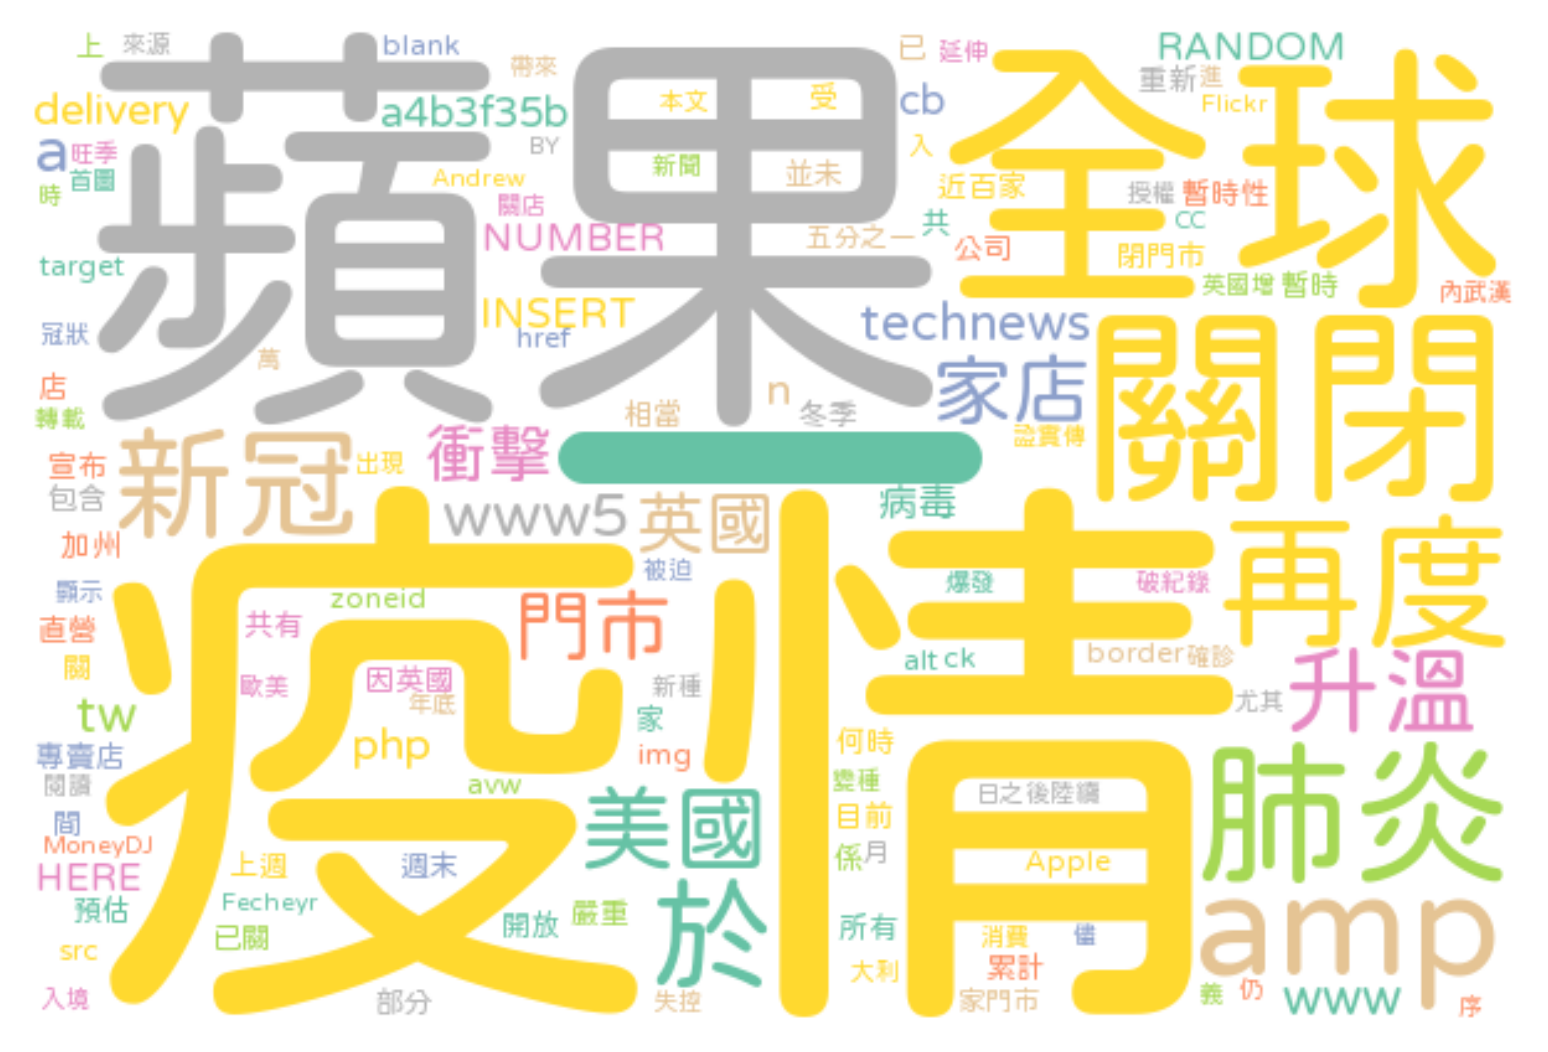 上
來源
blank
帶來
已
延伸
RANDOM
蘋果
全球
delivery
a4b3f35b
本文
受
cb
重新
進
Flickr
a
旺季
BY
入
首圖
時
Andrew
新聞
並未
近百家
授權
暫時性
關店
共
CC
NUMBER
五分之一
公司
閉門市
target
英國增
暫時
內武漢
INSERT
technews
關閉
冠狀
href
萬
家店
店
n
轉載
相當
冬季
新冠
衝擊
一
證實傳
宣布
出現
包含
www5
英國
病毒
加州
疫情
再度
被迫
爆發
破紀錄
顯示
zoneid
門市
直營
共有
alt
ck
border
確診
關
升溫
歐美
因英國
新種
年底
尤其
tw
家
專賣店
php
img
何時
肺炎
閱讀
avw
變種
日之後陸續
間
美國
目前
MoneyDJ
係
月
上週
週末
Apple
HERE
於
amp
預估
Fecheyr
開放
嚴重
所有
src
已關
消費
儘
大利
累計
入境
部分
失控
家門市
義
仍
www
序